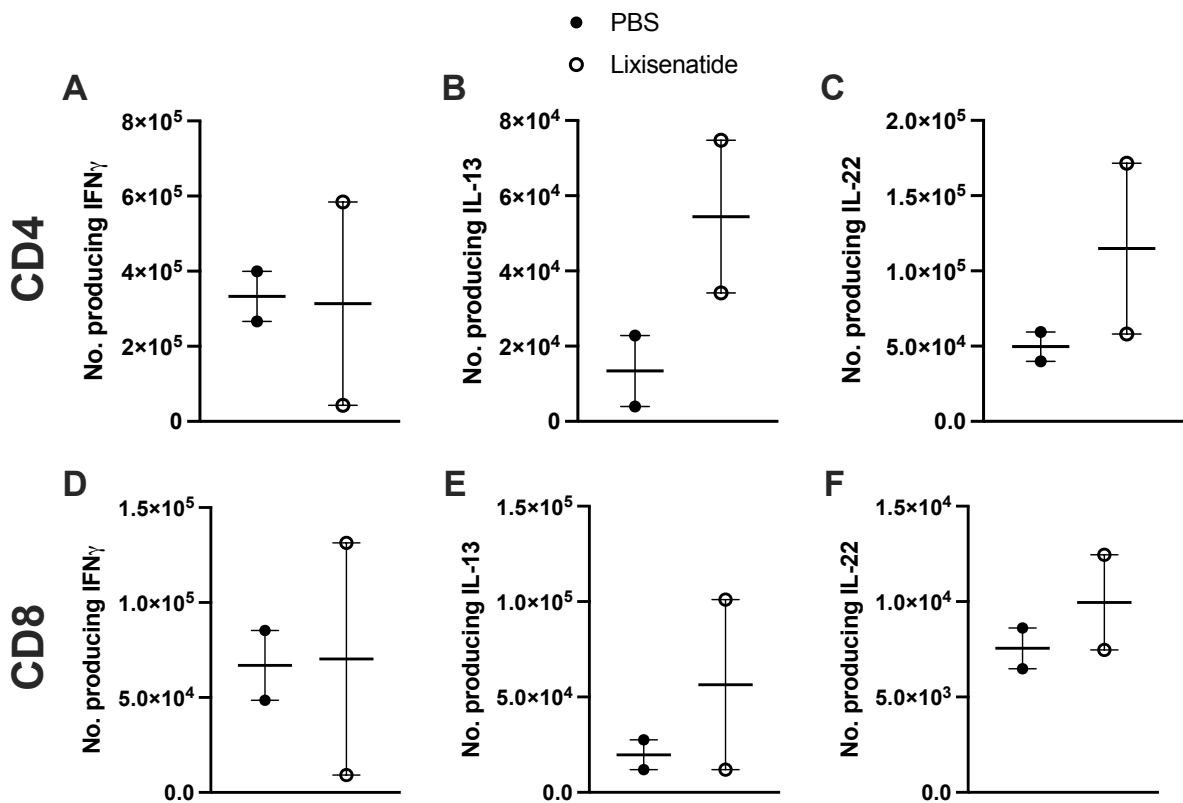 PBS
Lixisenatide
A
B
C
CD4
No. producing IFNγ
8×10⁵
6×10⁵
4×10⁵
2×10⁵
0
No. producing IL-13
8×10⁴
6×10⁴
4×10⁴
2×10⁴
0
No. producing IL-22
2.0×10⁵
1.5×10⁵
1.0×10⁵
5.0×10⁴
0.0
D
E
F
CD8
No. producing IFNγ
1.5×10⁵
1.0×10⁵
5.0×10⁴
0.0
No. producing IL-13
1.5×10⁵
1.0×10⁵
5.0×10⁴
0.0
No. producing IL-22
1.5×10⁴
1.0×10⁴
5.0×10³
0.0